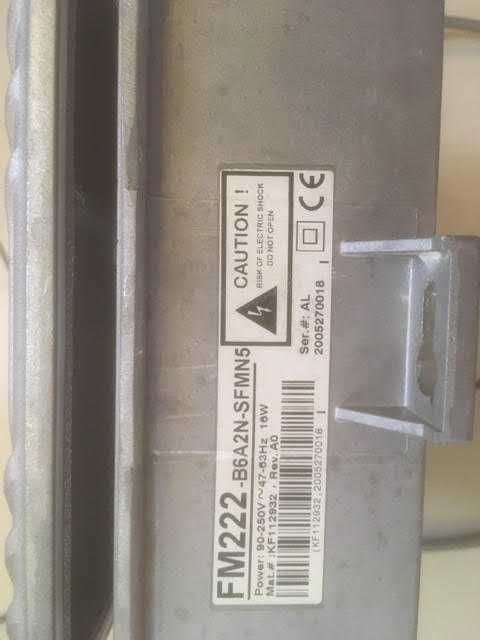 FM222-B6A2N-SFMN5
Power: 90-250V~47-63Hz 16W
Mat.# :KF112932 , Rev.A0
(KF112932,2005270018 I
CAUTION !
RISK OF ELECTRIC SHOCK
DO NOT OPEN
CE
Ser.#: AL
2005270018 I